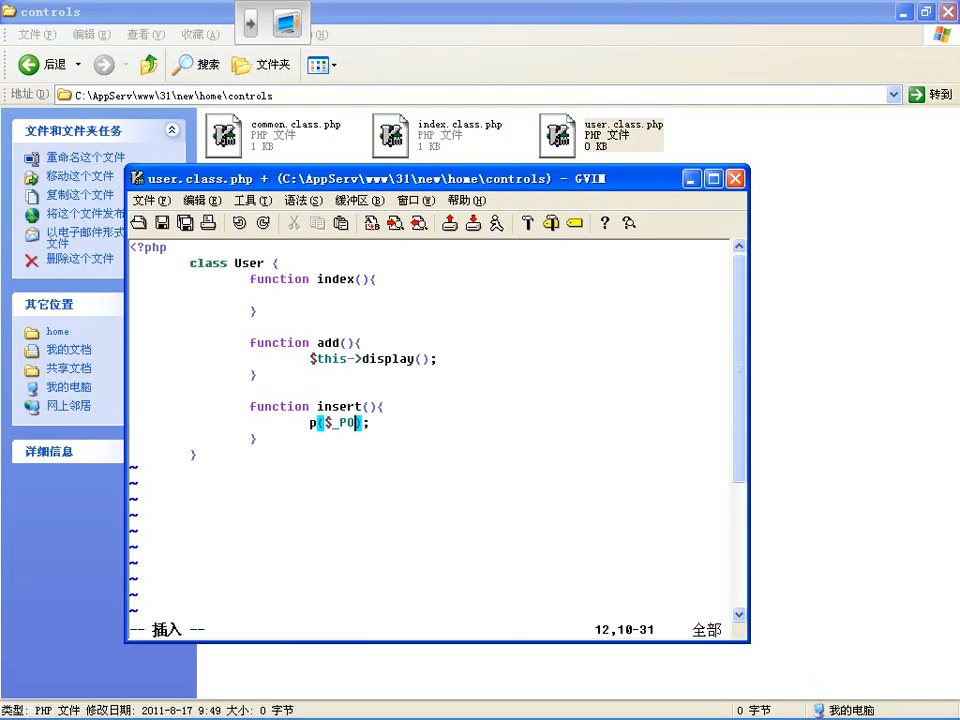 controls
文件(F) 编辑(E) 查看(V) 收藏(A) (H)
后退 搜索 文件夹
地址(D) C:\AppServ\www\31\new\home\controls 转到
文件和文件夹任务
重命名这个文件
移动这个文件
复制这个文件
将这个文件发布
以电子邮件形式
文件
删除这个文件
其它位置
home
我的文档
共享文档
我的电脑
网上邻居
详细信息
common.class.php
PHP 文件
1 KB
index.class.php
PHP 文件
1 KB
user.class.php
PHP 文件
0 KB
user.class.php + (C:\AppServ\www\31\new\home\controls) - GVIM
文件(F) 编辑(E) 工具(T) 语法(S) 缓冲区(B) 窗口(W) 帮助(H)
<?php
class User {
function index(){
}
function add(){
$this->display();
}
function insert(){
p($_PO);
}
}
~
~
~
~
~
~
~
~
~
~
-- 插入 -- 12,10-31 全部
类型: PHP 文件 修改日期: 2011-8-17 9:49 大小: 0 字节 0 字节 我的电脑